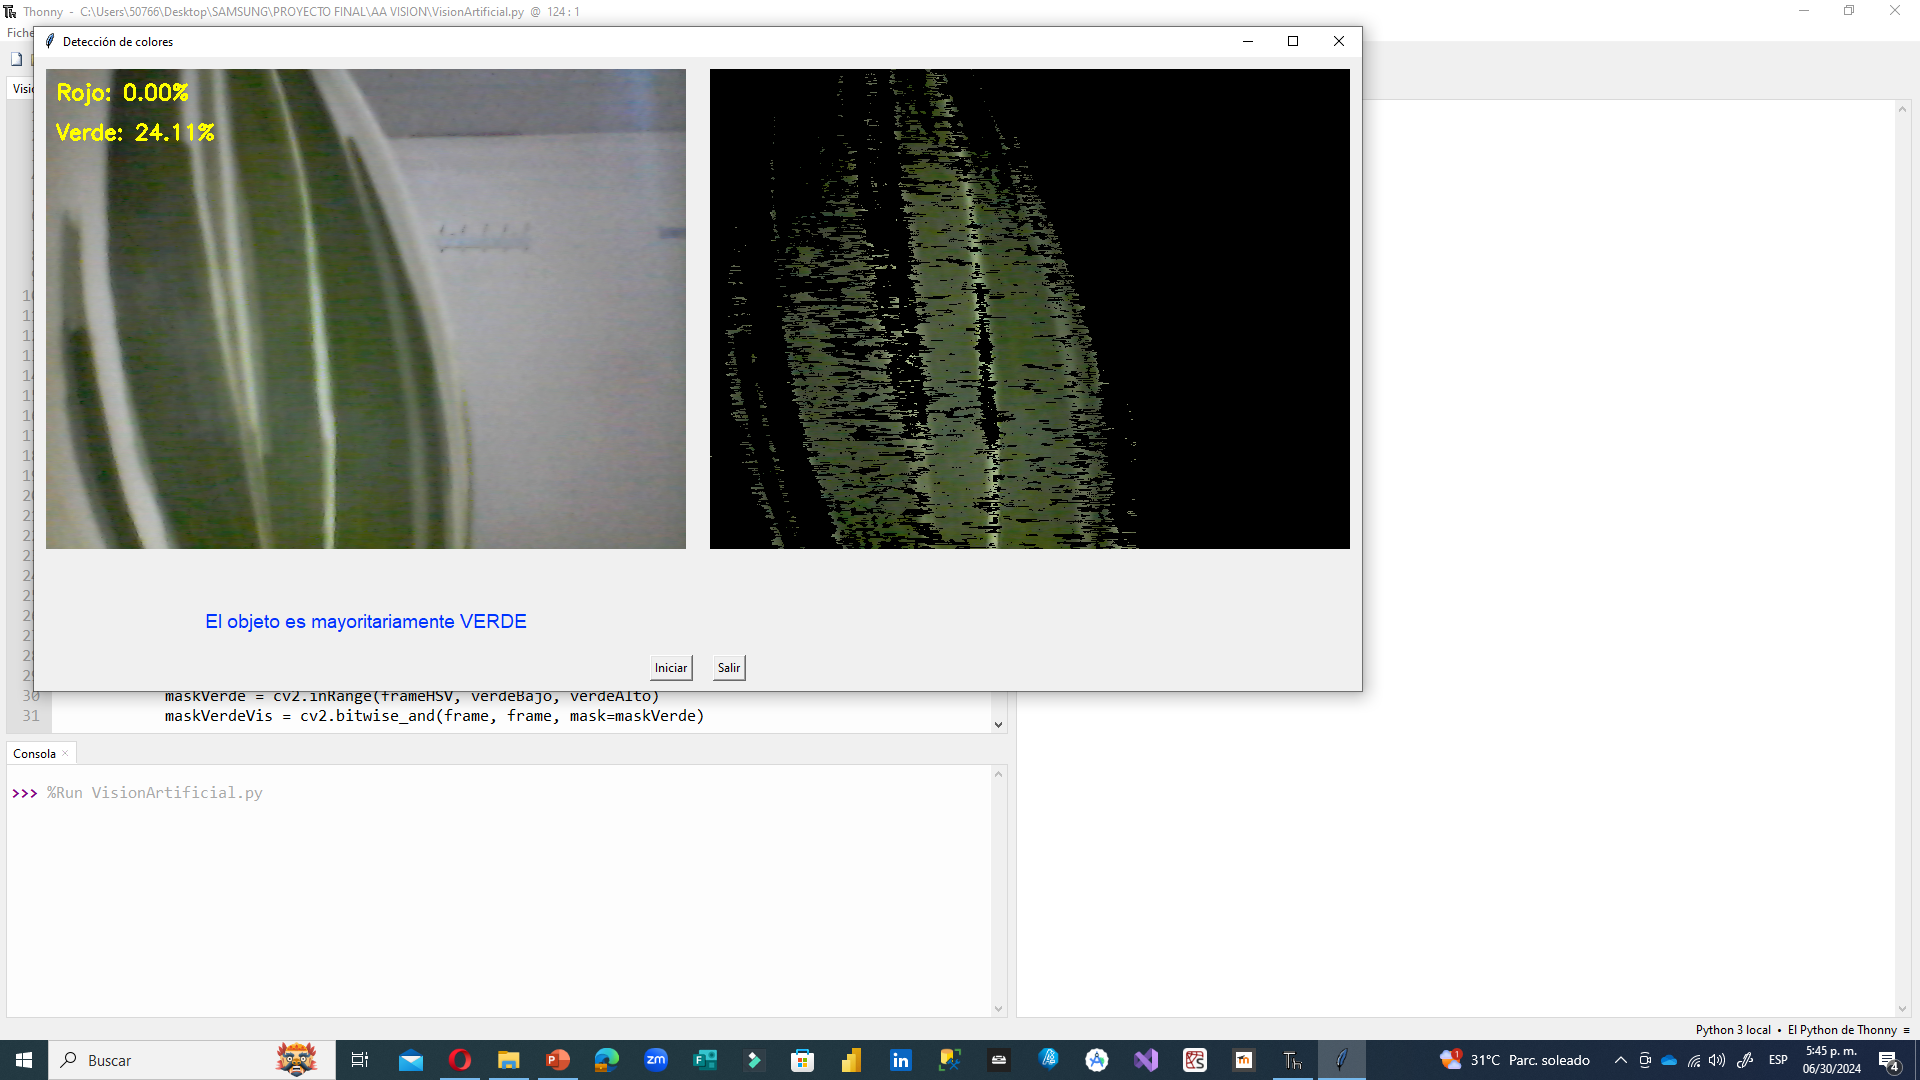 Thonny - C:\Users\50766\Desktop\SAMSUNG\PROYECTO FINAL\AA VISION\VisionArtificial.py @ 124 : 1
Fiche
Detección de colores
Visio
Rojo: 0.00%
Verde: 24.11%
El objeto es mayoritariamente VERDE
Iniciar
Salir
30 maskVerde = cv2.inRange(frameHSV, verdeBajo, verdeAlto)
31 maskVerdeVis = cv2.bitwise_and(frame, frame, mask=maskVerde)
Consola
>>> %Run VisionArtificial.py
Python 3 local • El Python de Thonny ≡
Buscar
31°C Parc. soleado
ESP
5:45 p. m.
06/30/2024
4